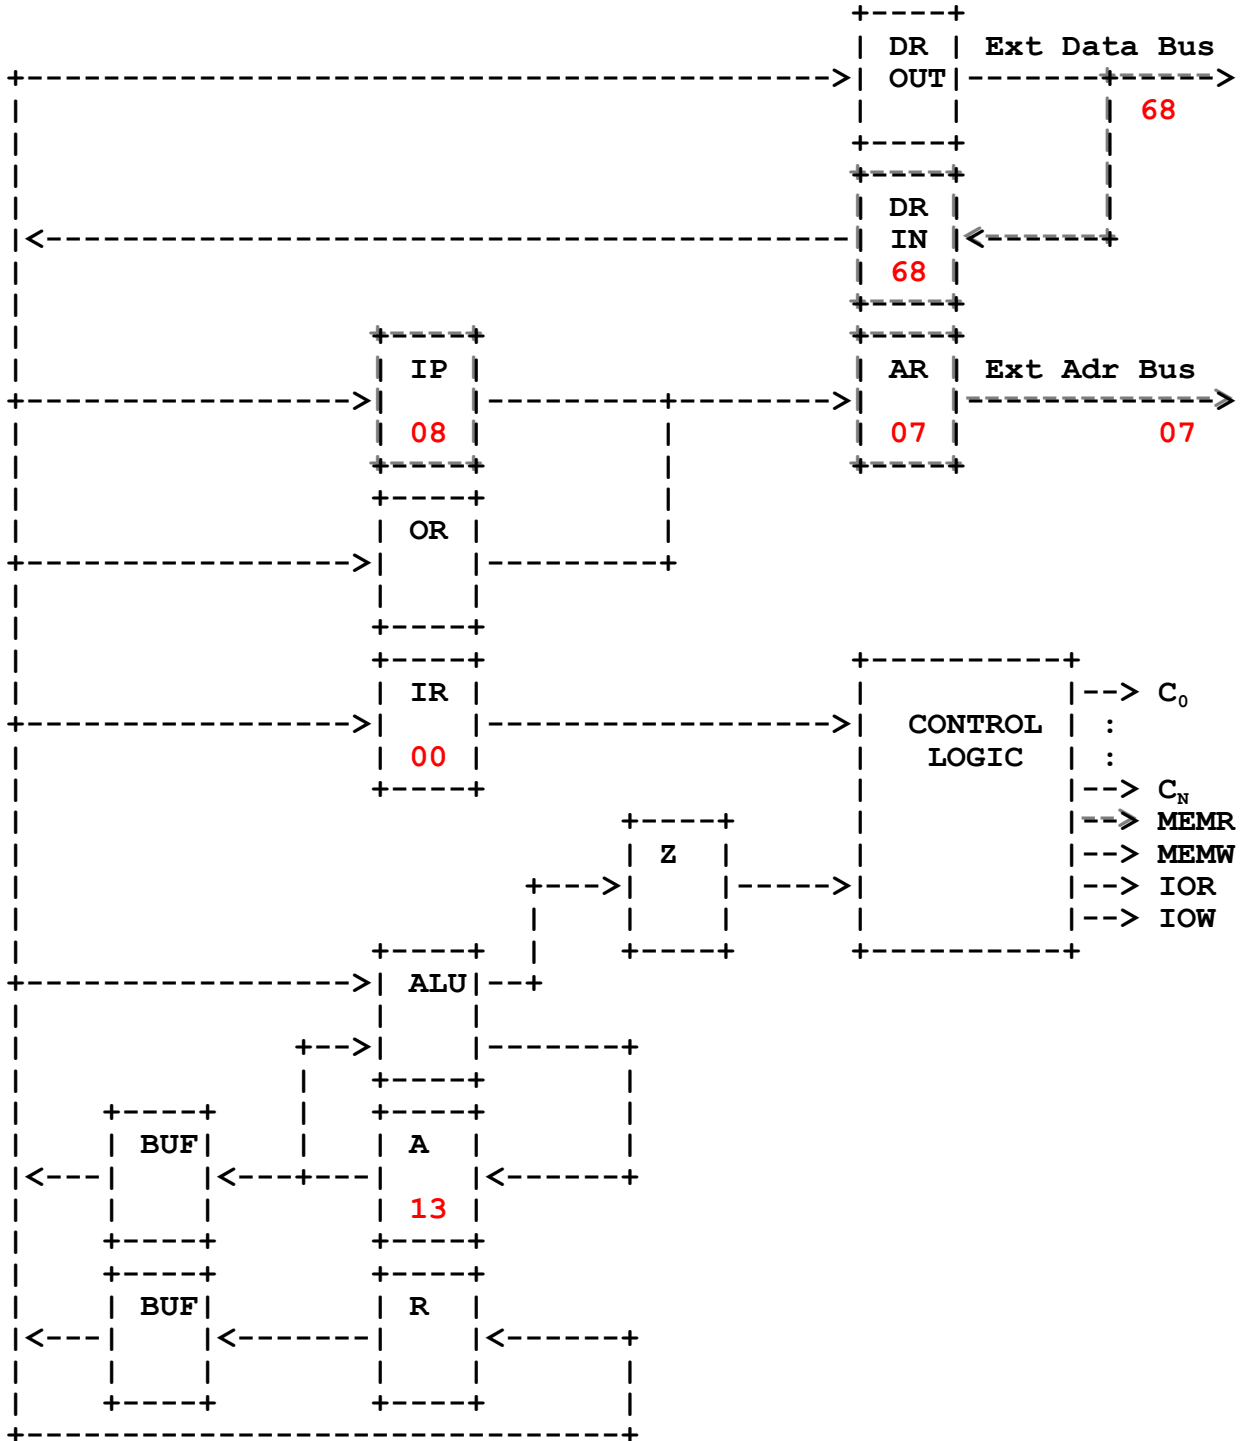 DR Ext Data Bus
OUT
68
DR
IN
68
IP AR Ext Adr Bus
08 07 07
OR
IR C0
CONTROL :
00 LOGIC :
CN
MEMR
Z MEMW
IOR
IOW
ALU
BUF A
13
BUF R